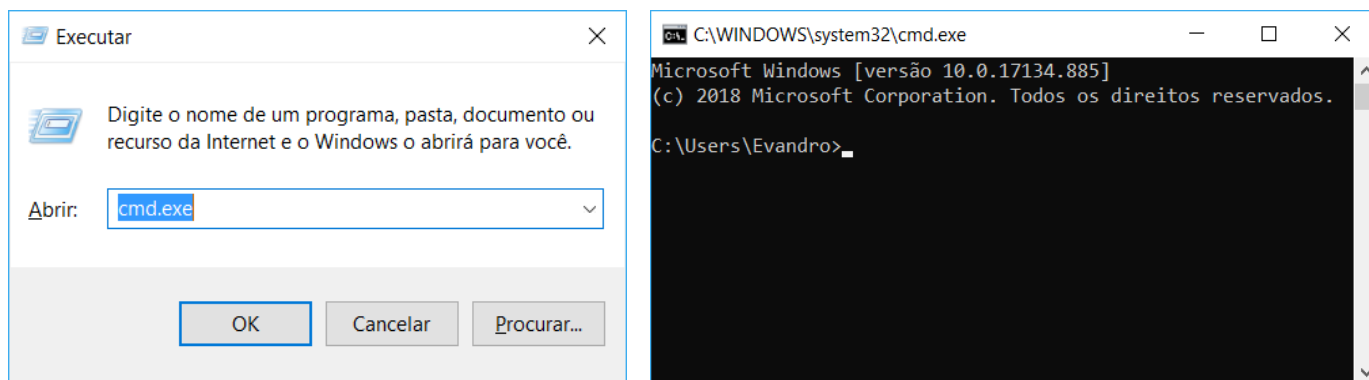 Executar
Digite o nome de um programa, pasta, documento ou
recurso da Internet e o Windows o abrirá para você.
Abrir:
cmd.exe
OK
Cancelar
Procurar...
C:\WINDOWS\system32\cmd.exe
Microsoft Windows [versão 10.0.17134.885]
(c) 2018 Microsoft Corporation. Todos os direitos reservados.
C:\Users\Evandro>